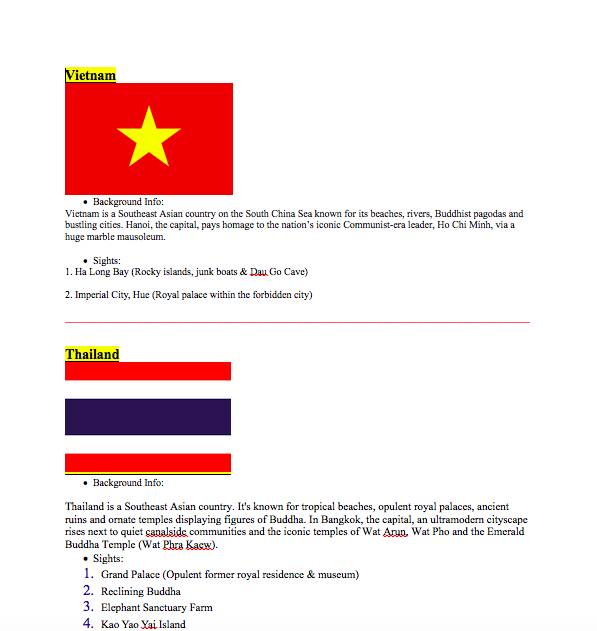 Vietnam
• Background Info:
Vietnam is a Southeast Asian country on the South China Sea known for its beaches, rivers, Buddhist pagodas and
bustling cities. Hanoi, the capital, pays homage to the nation's iconic Communist-era leader, Ho Chi Minh, via a
huge marble mausoleum.
• Sights:
1. Ha Long Bay (Rocky islands, junk boats & Dau Go Cave)
2. Imperial City, Hue (Royal palace within the forbidden city)
Thailand
• Background Info:
Thailand is a Southeast Asian country. It's known for tropical beaches, opulent royal palaces, ancient
ruins and ornate temples displaying figures of Buddha. In Bangkok, the capital, an ultramodern cityscape
rises next to quiet canalside communities and the iconic temples of Wat Arun, Wat Pho and the Emerald
Buddha Temple (Wat Phra Kaew).
• Sights:
1. Grand Palace (Opulent former royal residence & museum)
2. Reclining Buddha
3. Elephant Sanctuary Farm
4. Kao Yao Yai Island